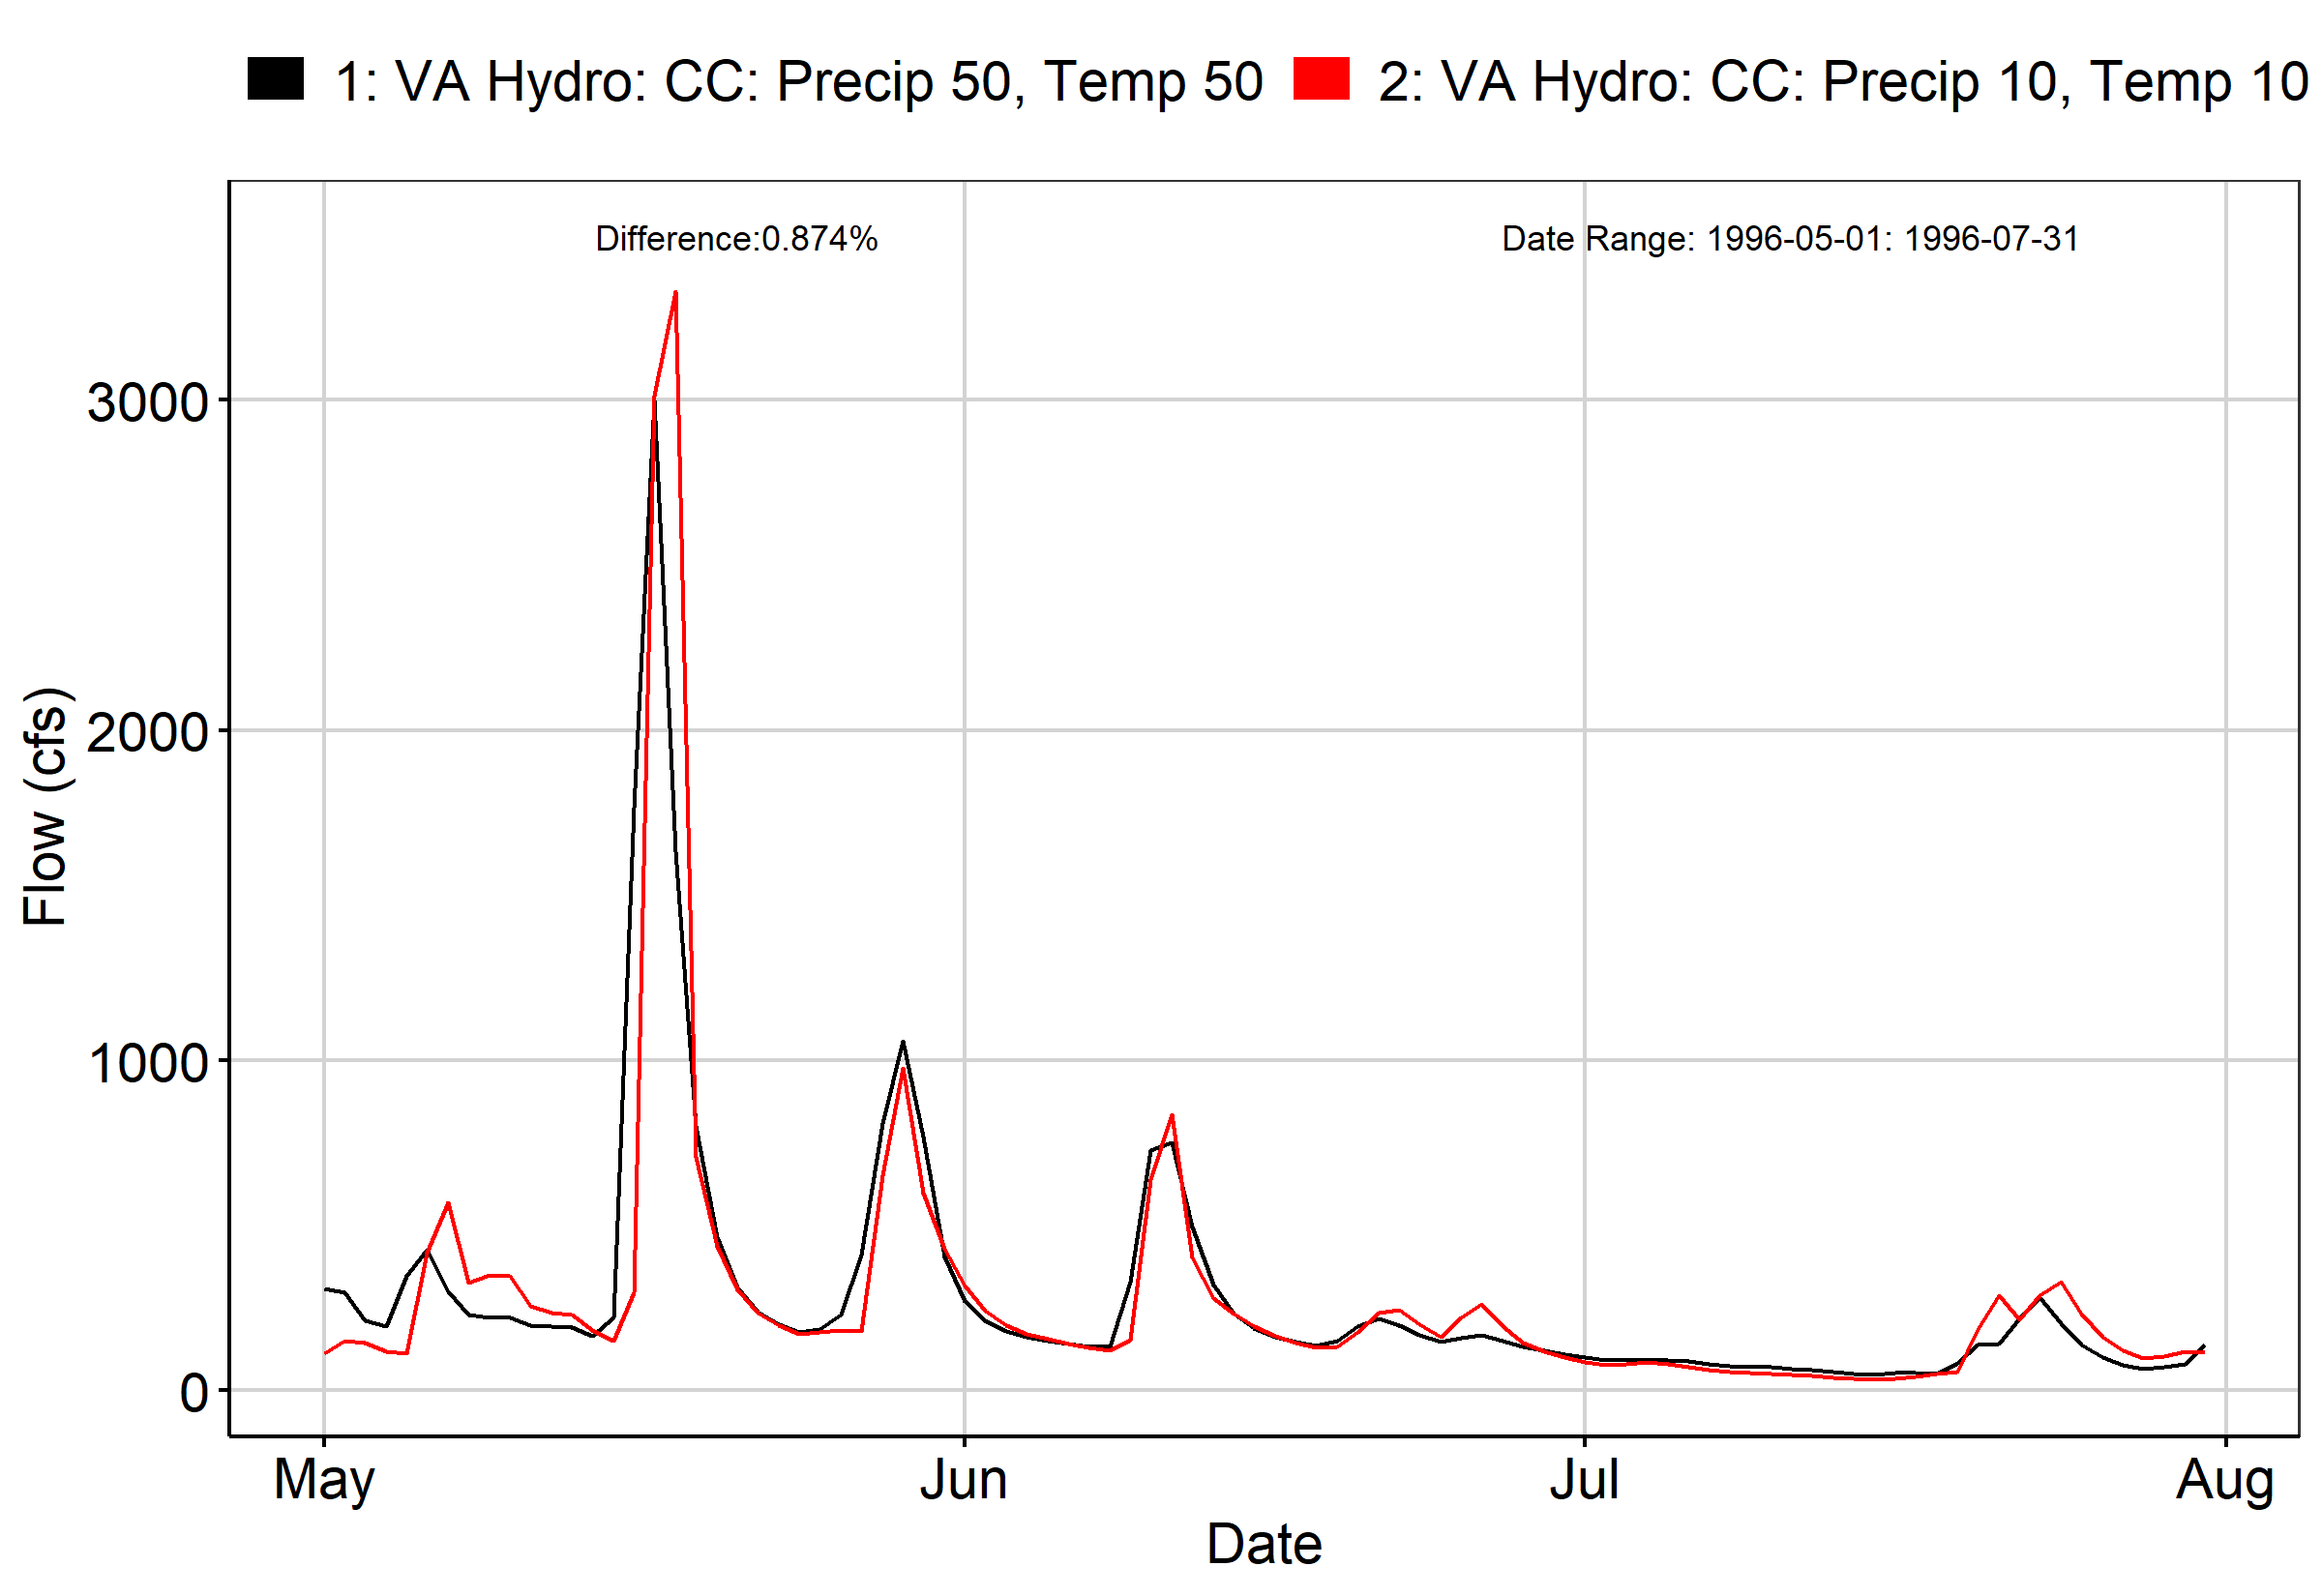 1: VA Hydro: CC: Precip 50, Temp 50 2: VA Hydro: CC: Precip 10, Temp 10
Difference:0.874% Date Range: 1996-05-01: 1996-07-31
3000
2000
1000
0
Flow (cfs)
May Jun Jul Aug
Date